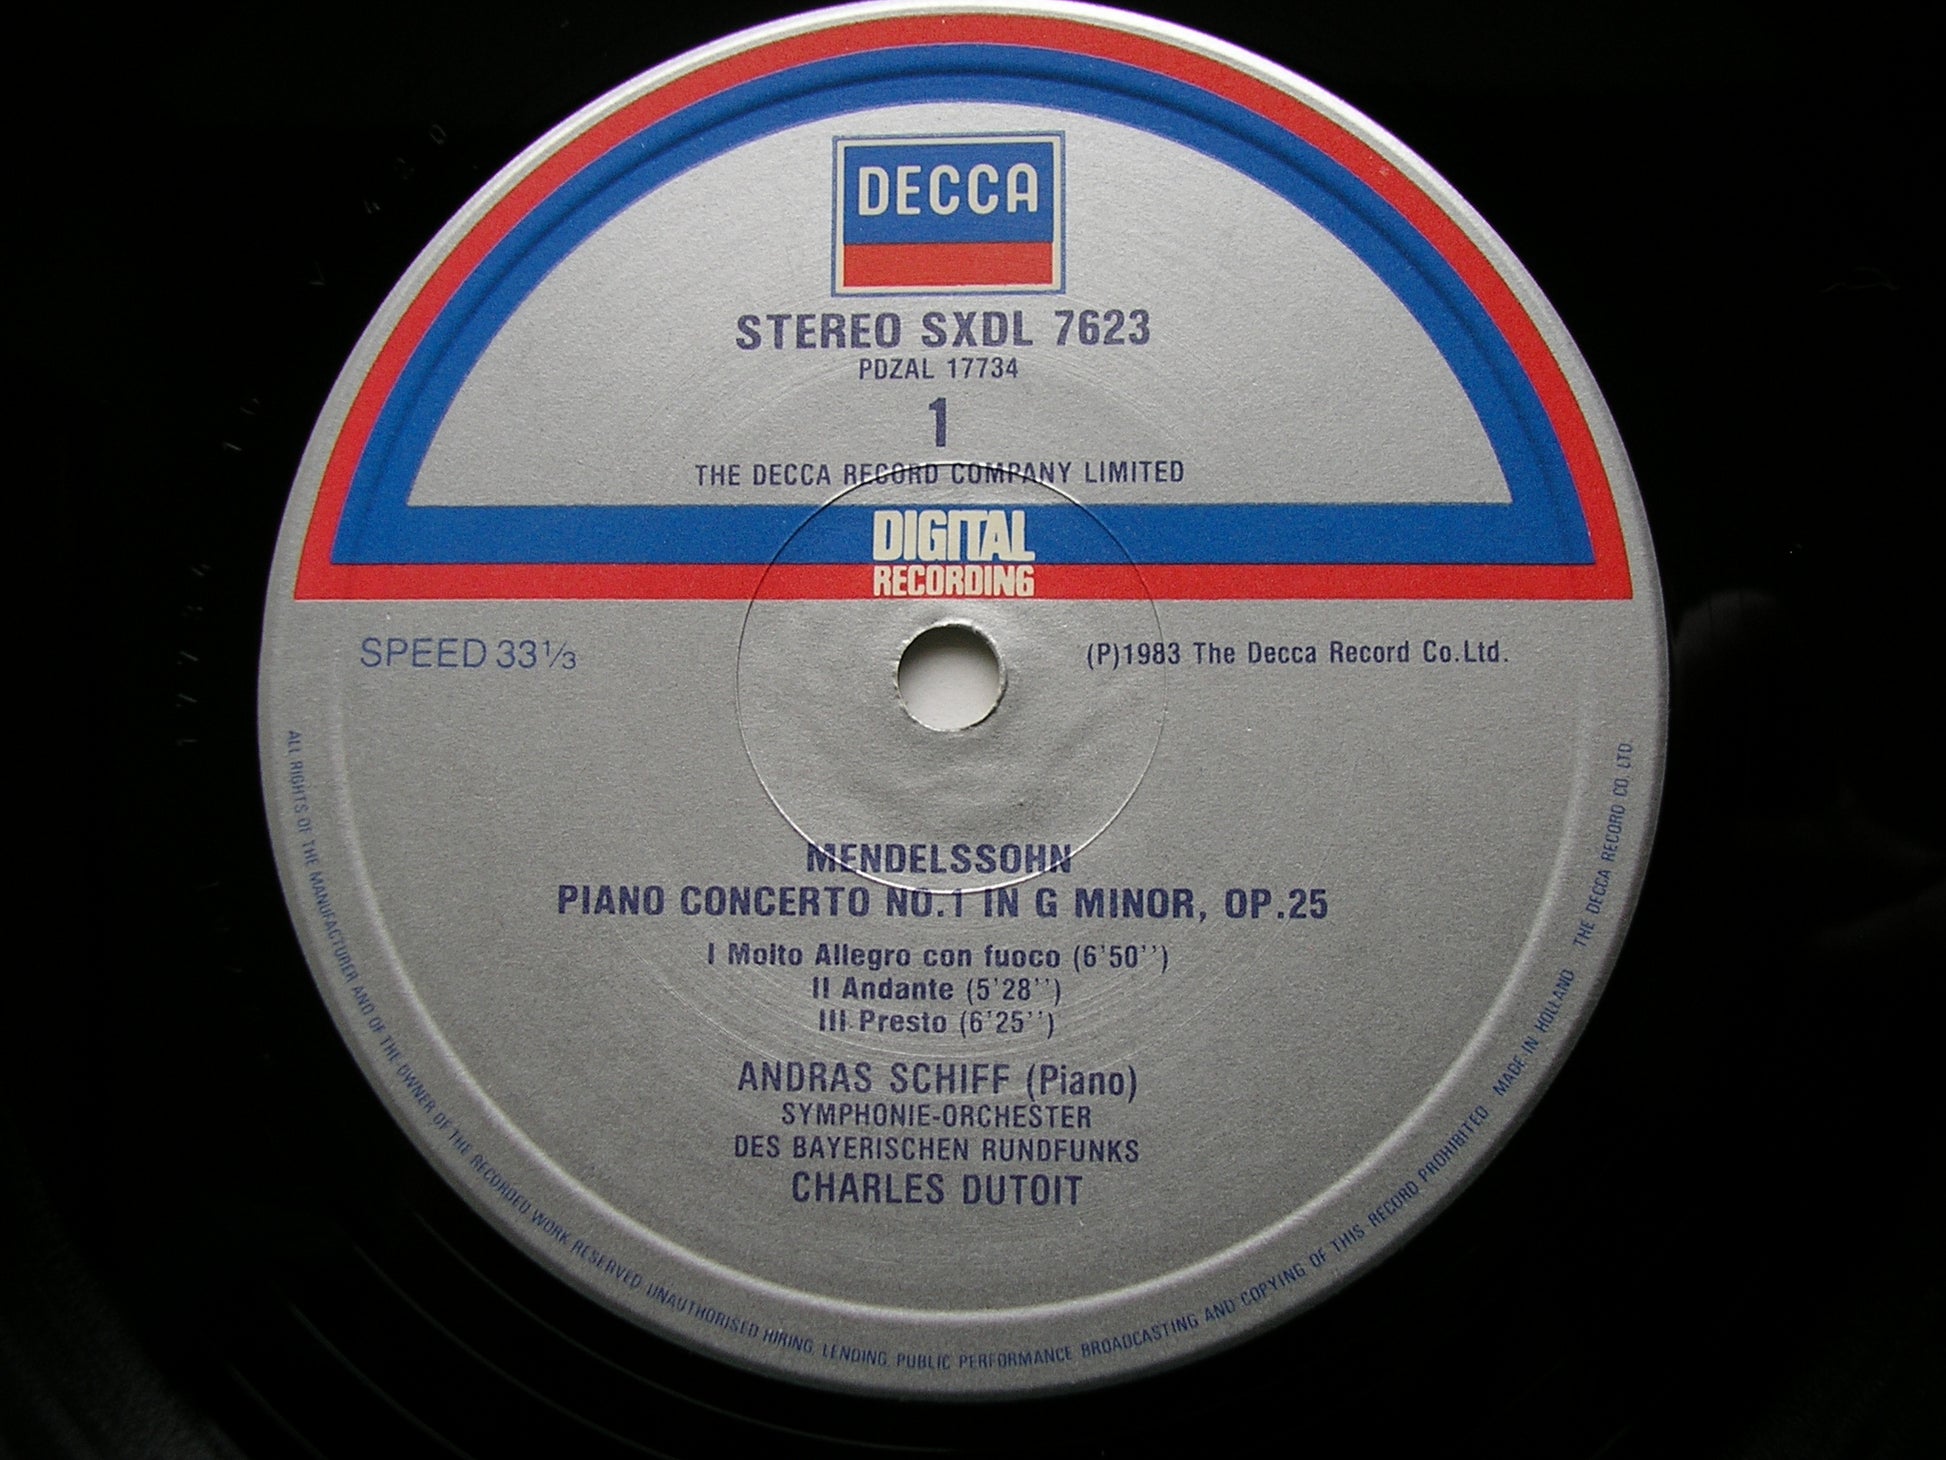 DECCA
STEREO SXDL 7623
PDZAL 17734
1
THE DECCA RECORD COMPANY LIMITED
DIGITAL
RECORDING
SPEED 33⅓
(P)1983 The Decca Record Co.Ltd.
MENDELSSOHN
PIANO CONCERTO NO.1 IN G MINOR, OP.25
I Molto Allegro con fuoco (6'50'')
II Andante (5'28'')
III Presto (6'25'')
ANDRAS SCHIFF (Piano)
SYMPHONIE-ORCHESTER
DES BAYERISCHEN RUNDFUNKS
CHARLES DUTOIT
ALL RIGHTS OF THE MANUFACTURER AND OF THE OWNER OF THE RECORDED WORK RESERVED. UNAUTHORISED HIRING, LENDING, PUBLIC PERFORMANCE BROADCASTING AND COPYING OF THIS RECORD PROHIBITED MADE IN HOLLAND THE DECCA RECORD CO. LTD.